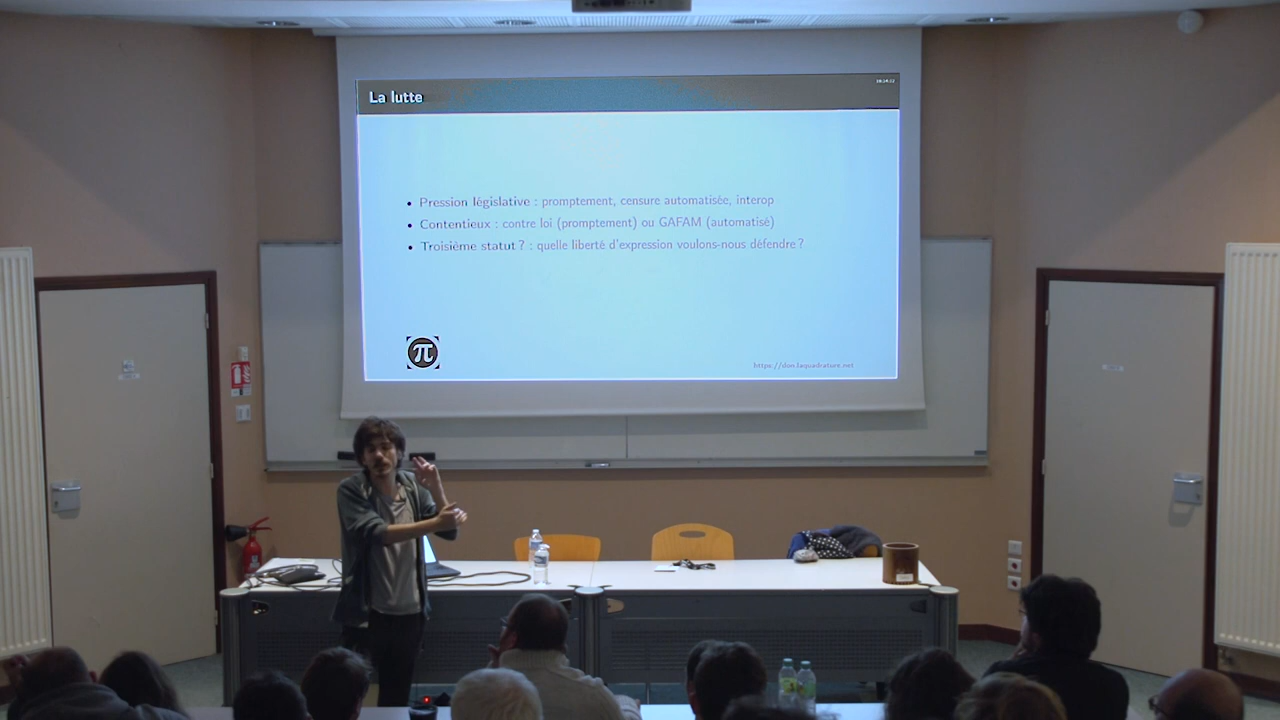 La lutte
• Pression législative : promptement, censure automatisée, interop
• Contentieux : contre loi (promptement) ou GAFAM (automatisé)
• Troisième statut ? : quelle liberté d'expression voulons-nous défendre ?
π
https://don.laquadrature.net